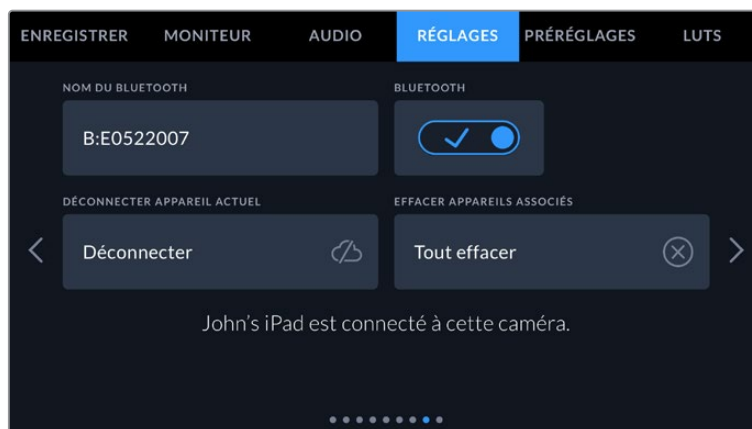 ENREGISTRER MONITEUR AUDIO RÉGLAGES PRÉRÉGLAGES LUTS
NOM DU BLUETOOTH BLUETOOTH
B:E0522007
DÉCONNECTER APPAREIL ACTUEL EFFACER APPAREILS ASSOCIÉS
Déconnecter Tout effacer
John’s iPad est connecté à cette caméra.